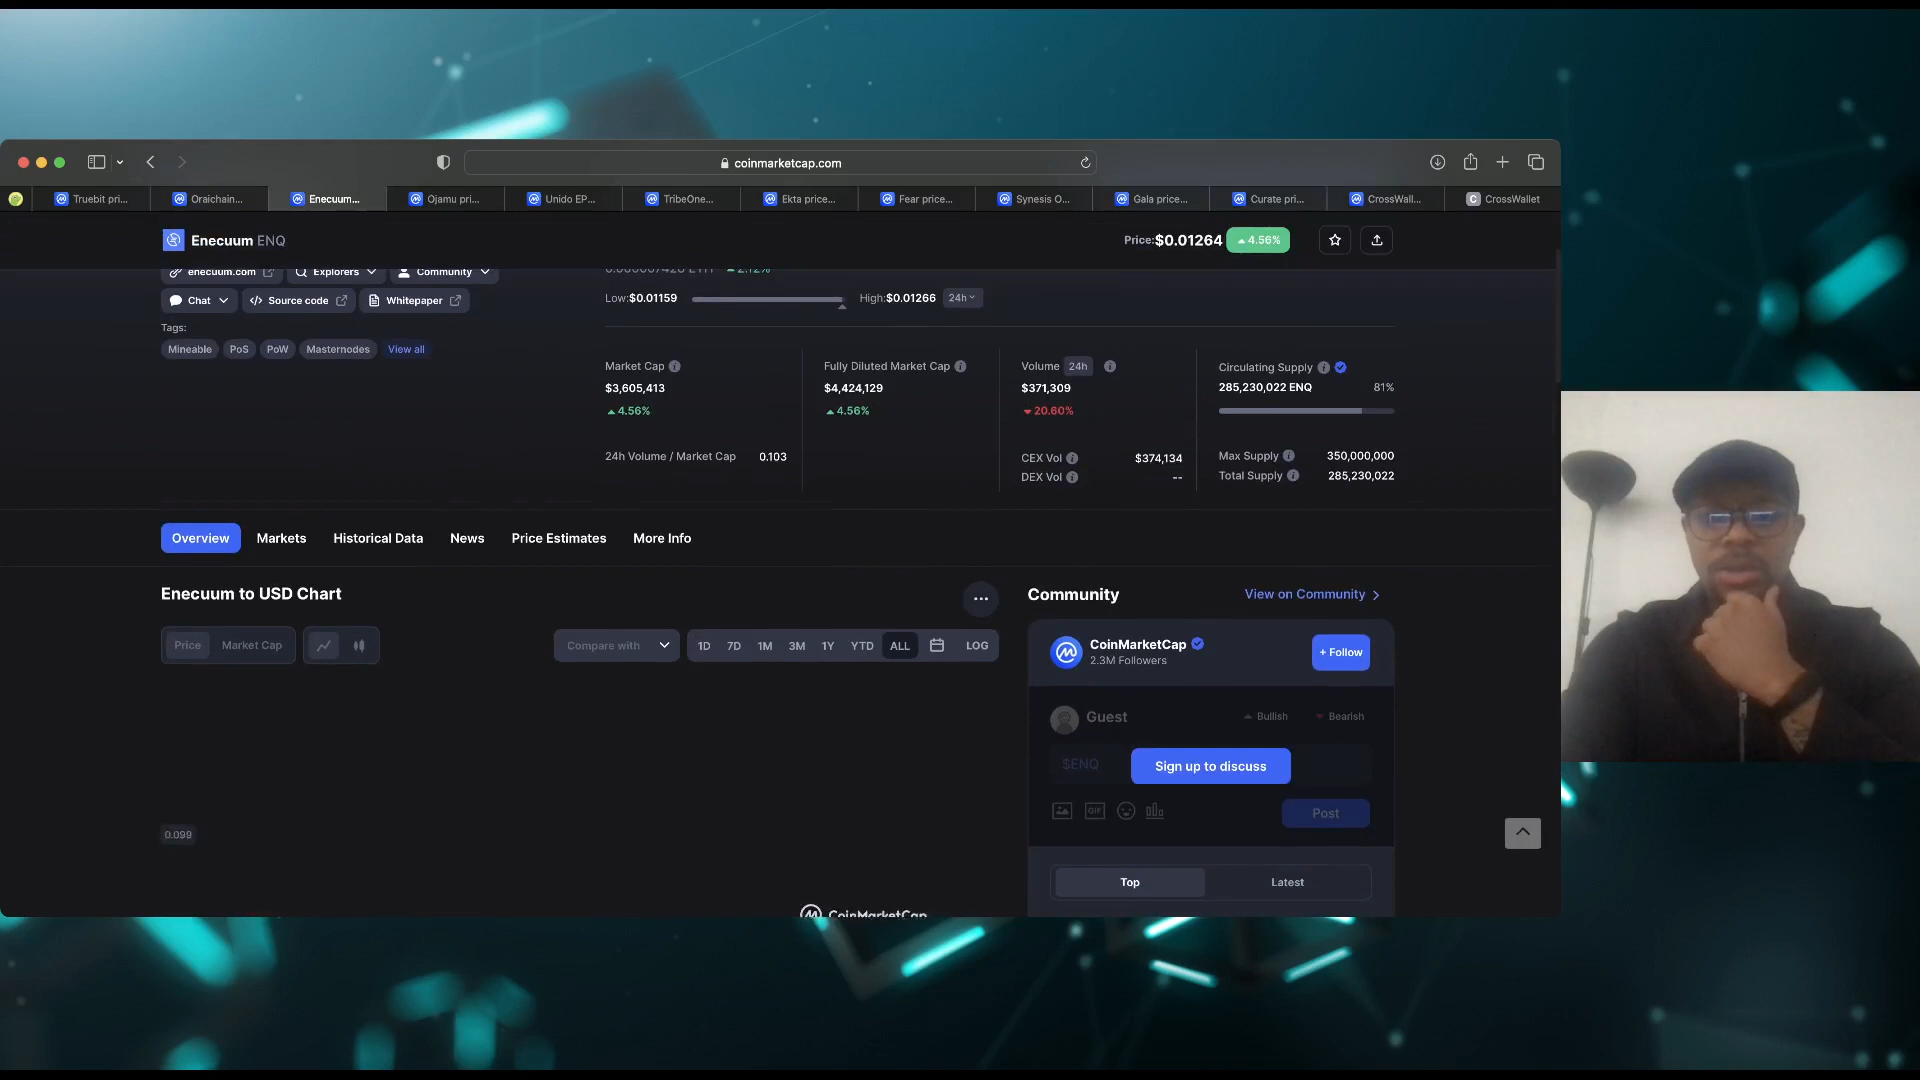 coinmarketcap.com
Truebit pri...
Oraichain...
Enecuum...
Ojamu pri...
Unido EP...
TribeOne...
Ekta price...
Fear price...
Synesis O...
Gala price...
Curate pri...
CrossWall...
C CrossWallet
Enecuum ENQ
Price:$0.01264
4.56%
enecuum.com
Explorers
Community
2.12%
Chat
Source code
Whitepaper
Low:$0.01159
High:$0.01266
24h
Tags:
Mineable
PoS
PoW
Masternodes
View all
Market Cap
$3,605,413
4.56%
24h Volume / Market Cap 0.103
Fully Diluted Market Cap
$4,424,129
4.56%
Volume 24h
$371,309
20.60%
CEX Vol $374,134
DEX Vol --
Circulating Supply
285,230,022 ENQ 81%
Max Supply 350,000,000
Total Supply 285,230,022
Overview
Markets
Historical Data
News
Price Estimates
More Info
Enecuum to USD Chart
Price
Market Cap
Compare with
1D
7D
1M
3M
1Y
YTD
ALL
LOG
0.099
CoinMarketCap
Community
View on Community
CoinMarketCap
2.3M Followers
+ Follow
Guest
Bullish
Bearish
$ENQ
Sign up to discuss
GIF
Post
Top
Latest